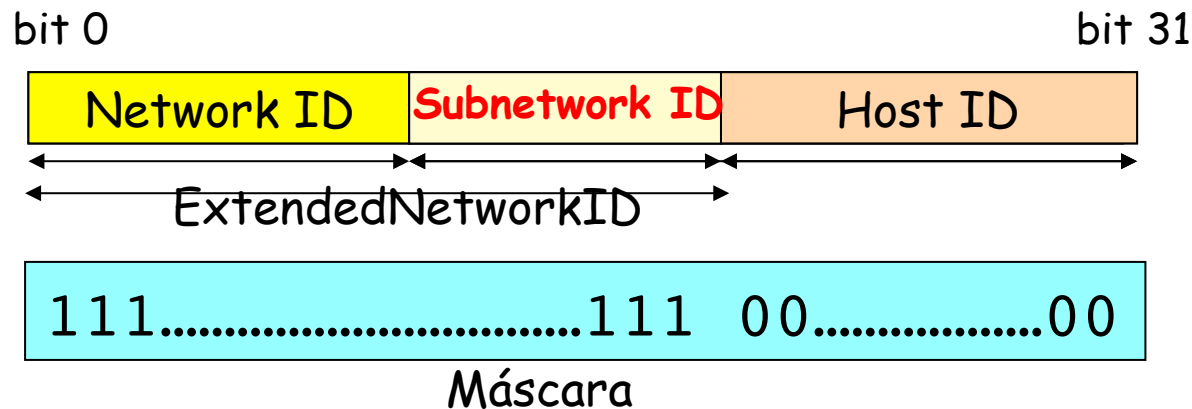 bit 0 bit 31
Network ID Subnetwork ID Host ID
ExtendedNetworkID
111.................................111 00..................00
Máscara